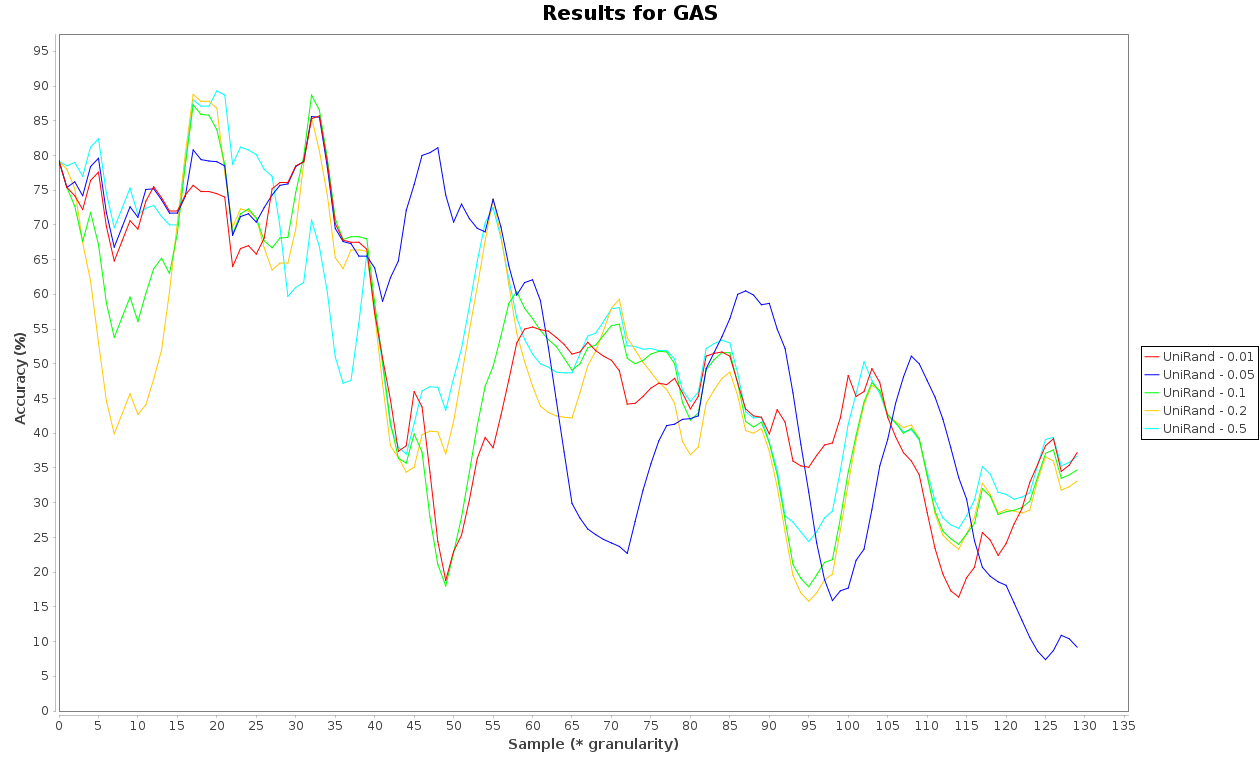 Results for GAS
Accuracy (%)
95
90
85
80
75
70
65
60
55
50
45
40
35
30
25
20
15
10
5
0
0 5 10 15 20 25 30 35 40 45 50 55 60 65 70 75 80 85 90 95 100 105 110 115 120 125 130 135
Sample (* granularity)
UniRand - 0.01
UniRand - 0.05
UniRand - 0.1
UniRand - 0.2
UniRand - 0.5